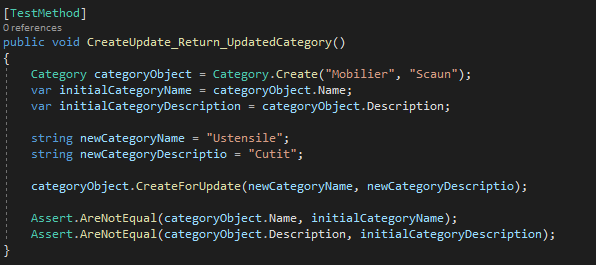 [TestMethod]
0 references
public void CreateUpdate_Return_UpdatedCategory()
{
Category categoryObject = Category.Create("Mobilier", "Scaun");
var initialCategoryName = categoryObject.Name;
var initialCategoryDescription = categoryObject.Description;
string newCategoryName = "Ustensile";
string newCategoryDescriptio = "Cutit";
categoryObject.CreateForUpdate(newCategoryName, newCategoryDescriptio);
Assert.AreNotEqual(categoryObject.Name, initialCategoryName);
Assert.AreNotEqual(categoryObject.Description, initialCategoryDescription);
}